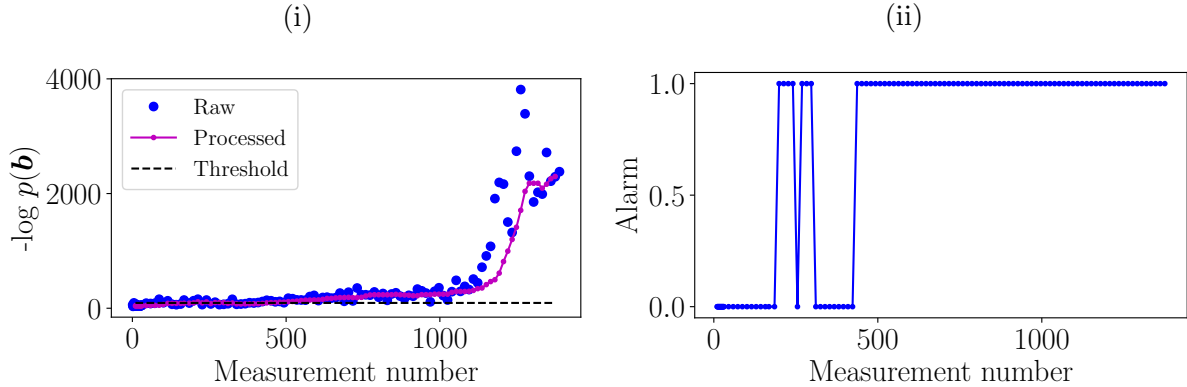 (i)
4000
2000
0
-log p(b)
Raw
Processed
Threshold
0
500
1000
Measurement number
(ii)
1.0
0.5
0.0
Alarm
0
500
1000
Measurement number